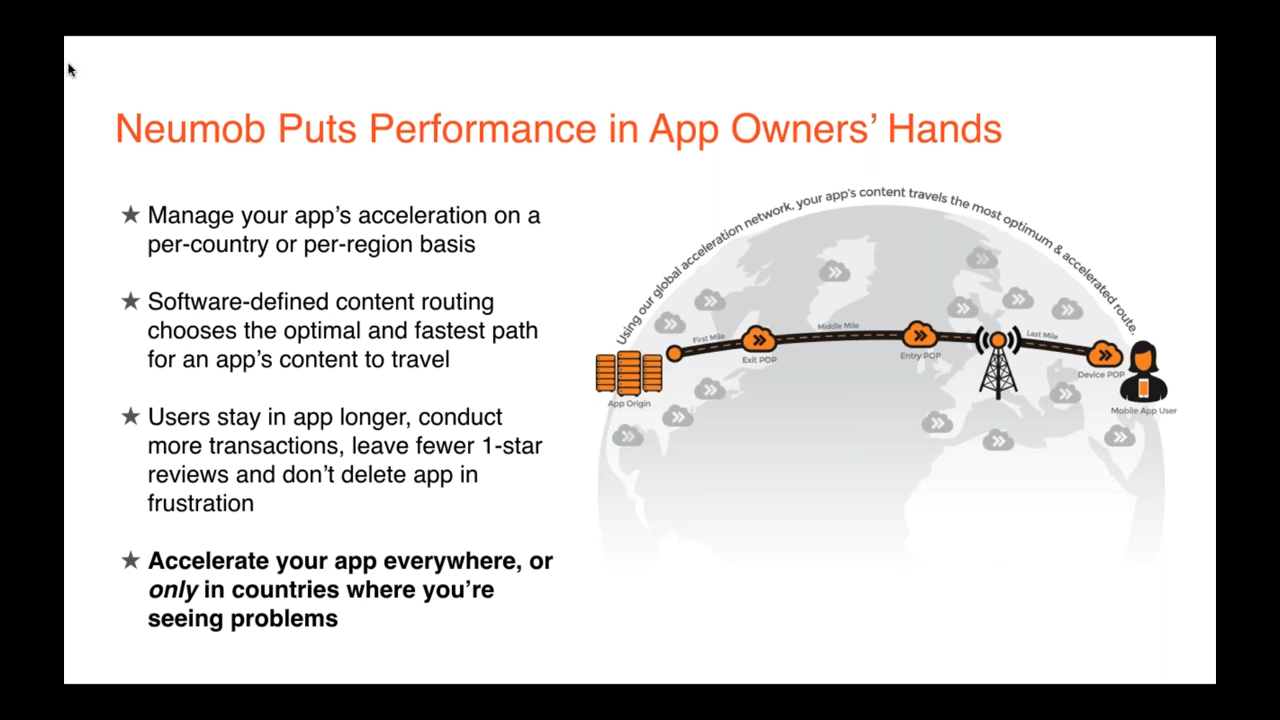 Neumob Puts Performance in App Owners’ Hands
★ Manage your app’s acceleration on a
per-country or per-region basis
★ Software-defined content routing
chooses the optimal and fastest path
for an app’s content to travel
★ Users stay in app longer, conduct
more transactions, leave fewer 1-star
reviews and don’t delete app in
frustration
★ Accelerate your app everywhere, or
only in countries where you’re
seeing problems
Using our global acceleration network, your app's content travels the most optimum & accelerated route.
First Mile
Middle Mile
Last Mile
Exit POP
Entry POP
Device POP
App Origin
Mobile App User